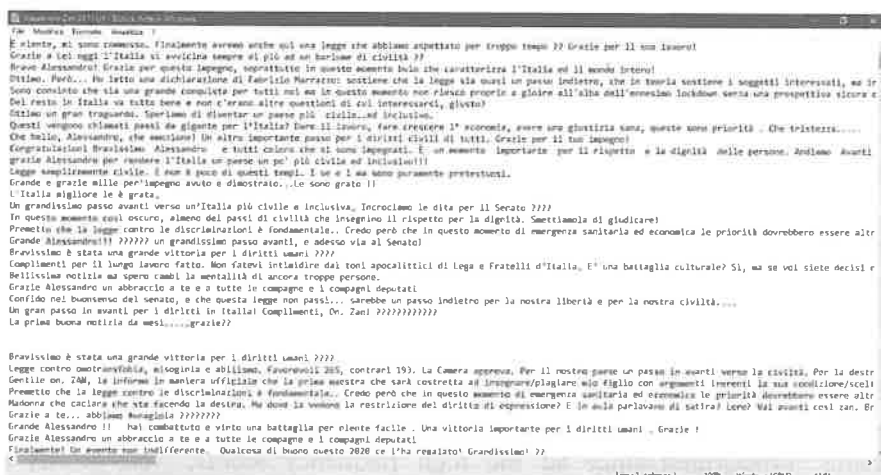 File Modifica Formato Visualizza ?
E niente, mi sono commosso. Finalmente avremo anche qui una legge che abbiamo aspettato per troppo tempo ?? Grazie per il suo lavoro!
Grazie a Lei oggi l'Italia si avvicina sempre di più ad un barlume di civiltà ??
Bravo Alessandro! Grazie per questo impegno, soprattutto in questo momento buio che caratterizza l'Italia ed il mondo intero!
Ottimo. Però... Ho letto una dichiarazione di Fabrizio Marrazzo: sostiene che la legge sia quasi un passo indietro, che in teoria sostiene i soggetti interessati, ma in
Sono convinto che sia una grande conquista per tutti noi ma in questo momento non riesco proprio a gioire all'alba dell'ennesimo lockdown senza una prospettiva sicura e
Del resto in Italia va tutto bene e non c'erano altre questioni di cui interessarsi, giusto?
Ottimo un gran traguardo. Speriamo di diventar un paese più civile..ed inclusivo.
Questi vengono chiamati passi da gigante per l'Italia? Dare il lavoro, fare crescere l' economia, avere una giustizia sana, queste sono priorità . Che tristezza.....
Che bello, Alessandro, che emozione! Un altro importante passo per i diritti civili di tutti. Grazie per il tuo impegno!
Congratulazioni Bravissimo Alessandro e tutti coloro che si sono impegnati. E un momento importante per il rispetto e la dignità delle persone. Andiamo Avanti
grazie Alessandro per rendere l'Italia un paese un po' più civile ed inclusivo!!!
Legge semplicemente civile. E non è poco di questi tempi. I se e i ma sono puramente pretestuosi.
Grande e grazie mille per'impegno avuto e dimostrato...Le sono grato !!
L'Italia migliore le è grata.
Un grandissimo passo avanti verso un'Italia più civile e inclusiva. Incrociamo le dita per il Senato ????
In questo momento così oscuro, almeno dei passi di civiltà che insegnino il rispetto per la dignità. Smettiamola di giudicare!
Premetto che la legge contro le discriminazioni è fondamentale.. Credo però che in questo momento di emergenza sanitaria ed economica le priorità dovrebbero essere altr
Grande Alessandro!!! ?????? un grandissimo passo avanti, e adesso via al Senato!
Bravissimo è stata una grande vittoria per i diritti umani ????
Complimenti per il lungo lavoro fatto. Non fatevi intimidire dai toni apocalittici di Lega e Fratelli d'Italia. E' una battaglia culturale? Sì, ma se voi siete decisi r
Bellissima notizia ma spero cambi la mentalità di ancora troppe persone.
Grazie Alessandro un abbraccio a te e a tutte le compagne e i compagni deputati
Confido nel buonsenso del senato, e che questa legge non passi... sarebbe un passo indietro per la nostra libertà e per la nostra civiltà....
Un gran passo in avanti per i diritti in Italia! Complimenti, On. Zan! ????????????
La prima buona notizia da mesi.....grazie??
Bravissimo è stata una grande vittoria per i diritti umani ????
Legge contro omotransfobia, misoginia e abilismo. Favorevoli 265, contrari 193. La Camera approva. Per il nostro paese un passo in avanti verso la civiltà. Per la destr
Gentile on. ZAN, la informo in maniera ufficiale che la prima maestra che sarà costretta ad insegnare/plagiare mio figlio con argomenti inerenti la sua condizione/scelt
Premetto che la legge contro le discriminazioni è fondamentale.. Credo però che in questo momento di emergenza sanitaria ed economica le priorità dovrebbero essere altr
Madonna che caciara che sta facendo la destra. Ma dove la vedono la restrizione del diritto di espressione? E in aula parlavano di satira! Loro? Vai avanti così zan. Br
Grazie a te... abbiamo ????????
Grande Alessandro !! hai combattuto e vinto una battaglia per niente facile . Una vittoria importante per i diritti umani . Grazie !
Grazie Alessandro un abbraccio a te e a tutte le compagne e i compagni deputati
Finalmente! Un evento non indifferente. Qualcosa di buono questo 2020 ce l'ha regalato! Grandissimo! ??